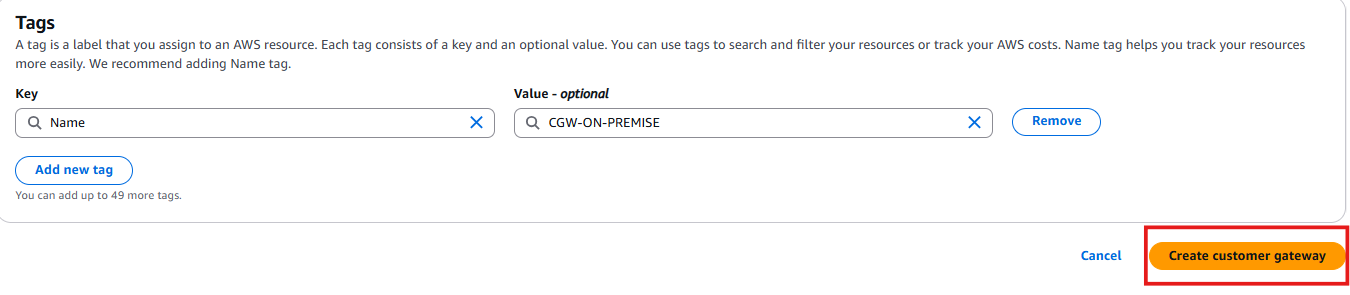 Tags
A tag is a label that you assign to an AWS resource. Each tag consists of a key and an optional value. You can use tags to search and filter your resources or track your AWS costs. Name tag helps you track your resources
more easily. We recommend adding Name tag.
Key
Value - optional
Name
CGW-ON-PREMISE
Remove
Add new tag
You can add up to 49 more tags.
Cancel
Create customer gateway